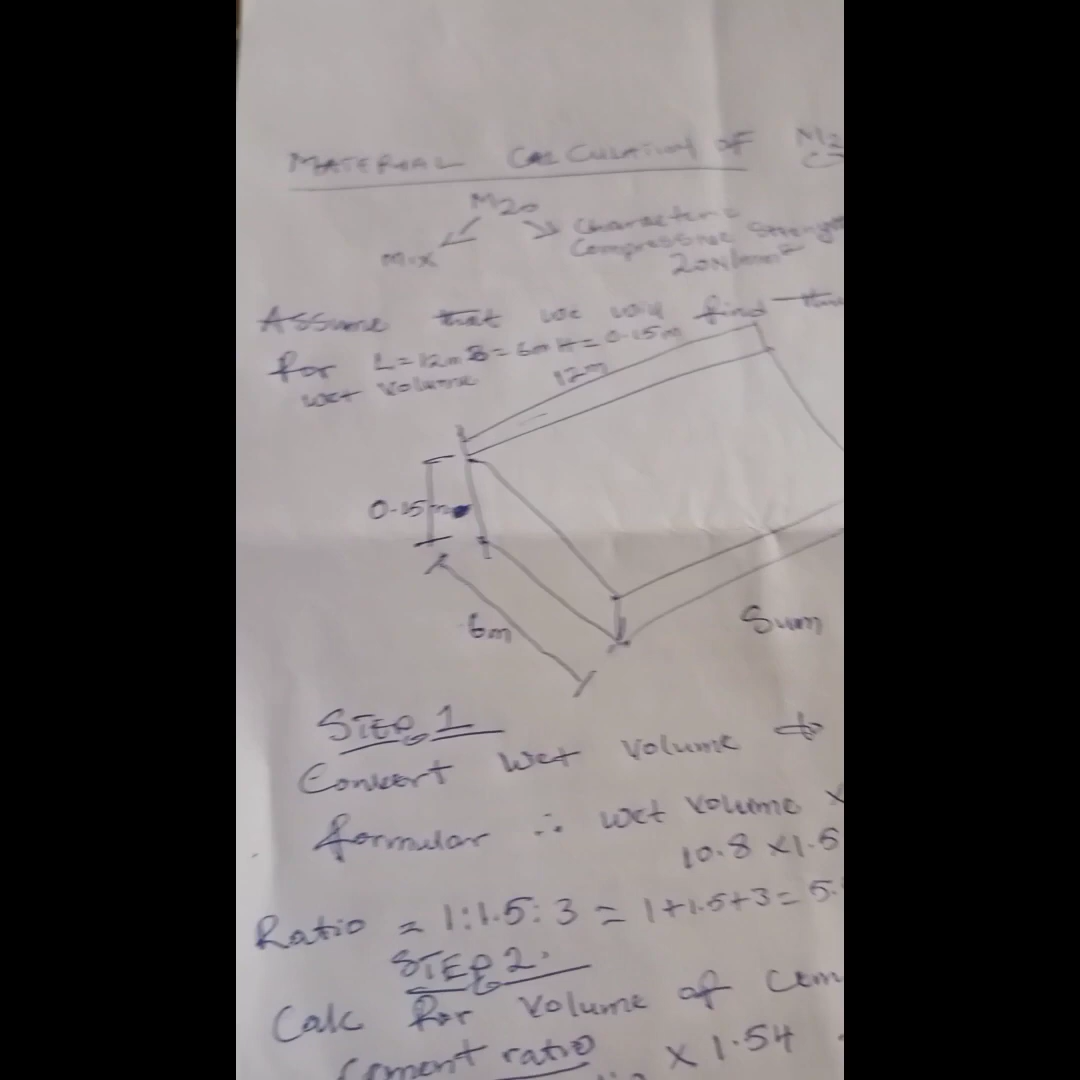 MATERIAL CALCULATION OF M2
M20
Mix
Characteris
Compressive Strength
20N/mm²
Assume that we will find the
for L=12m B=6m H=0.15m
wet volume
12m
0.15m
6m
STEP 1
Convert wet volume to
formular ∴ wet volume ×
10.8 ×1.5
Ratio = 1:1.5:3 = 1+1.5+3= 5.
STEP 2.
Calc for volume of cem
Cement ratio × 1.54